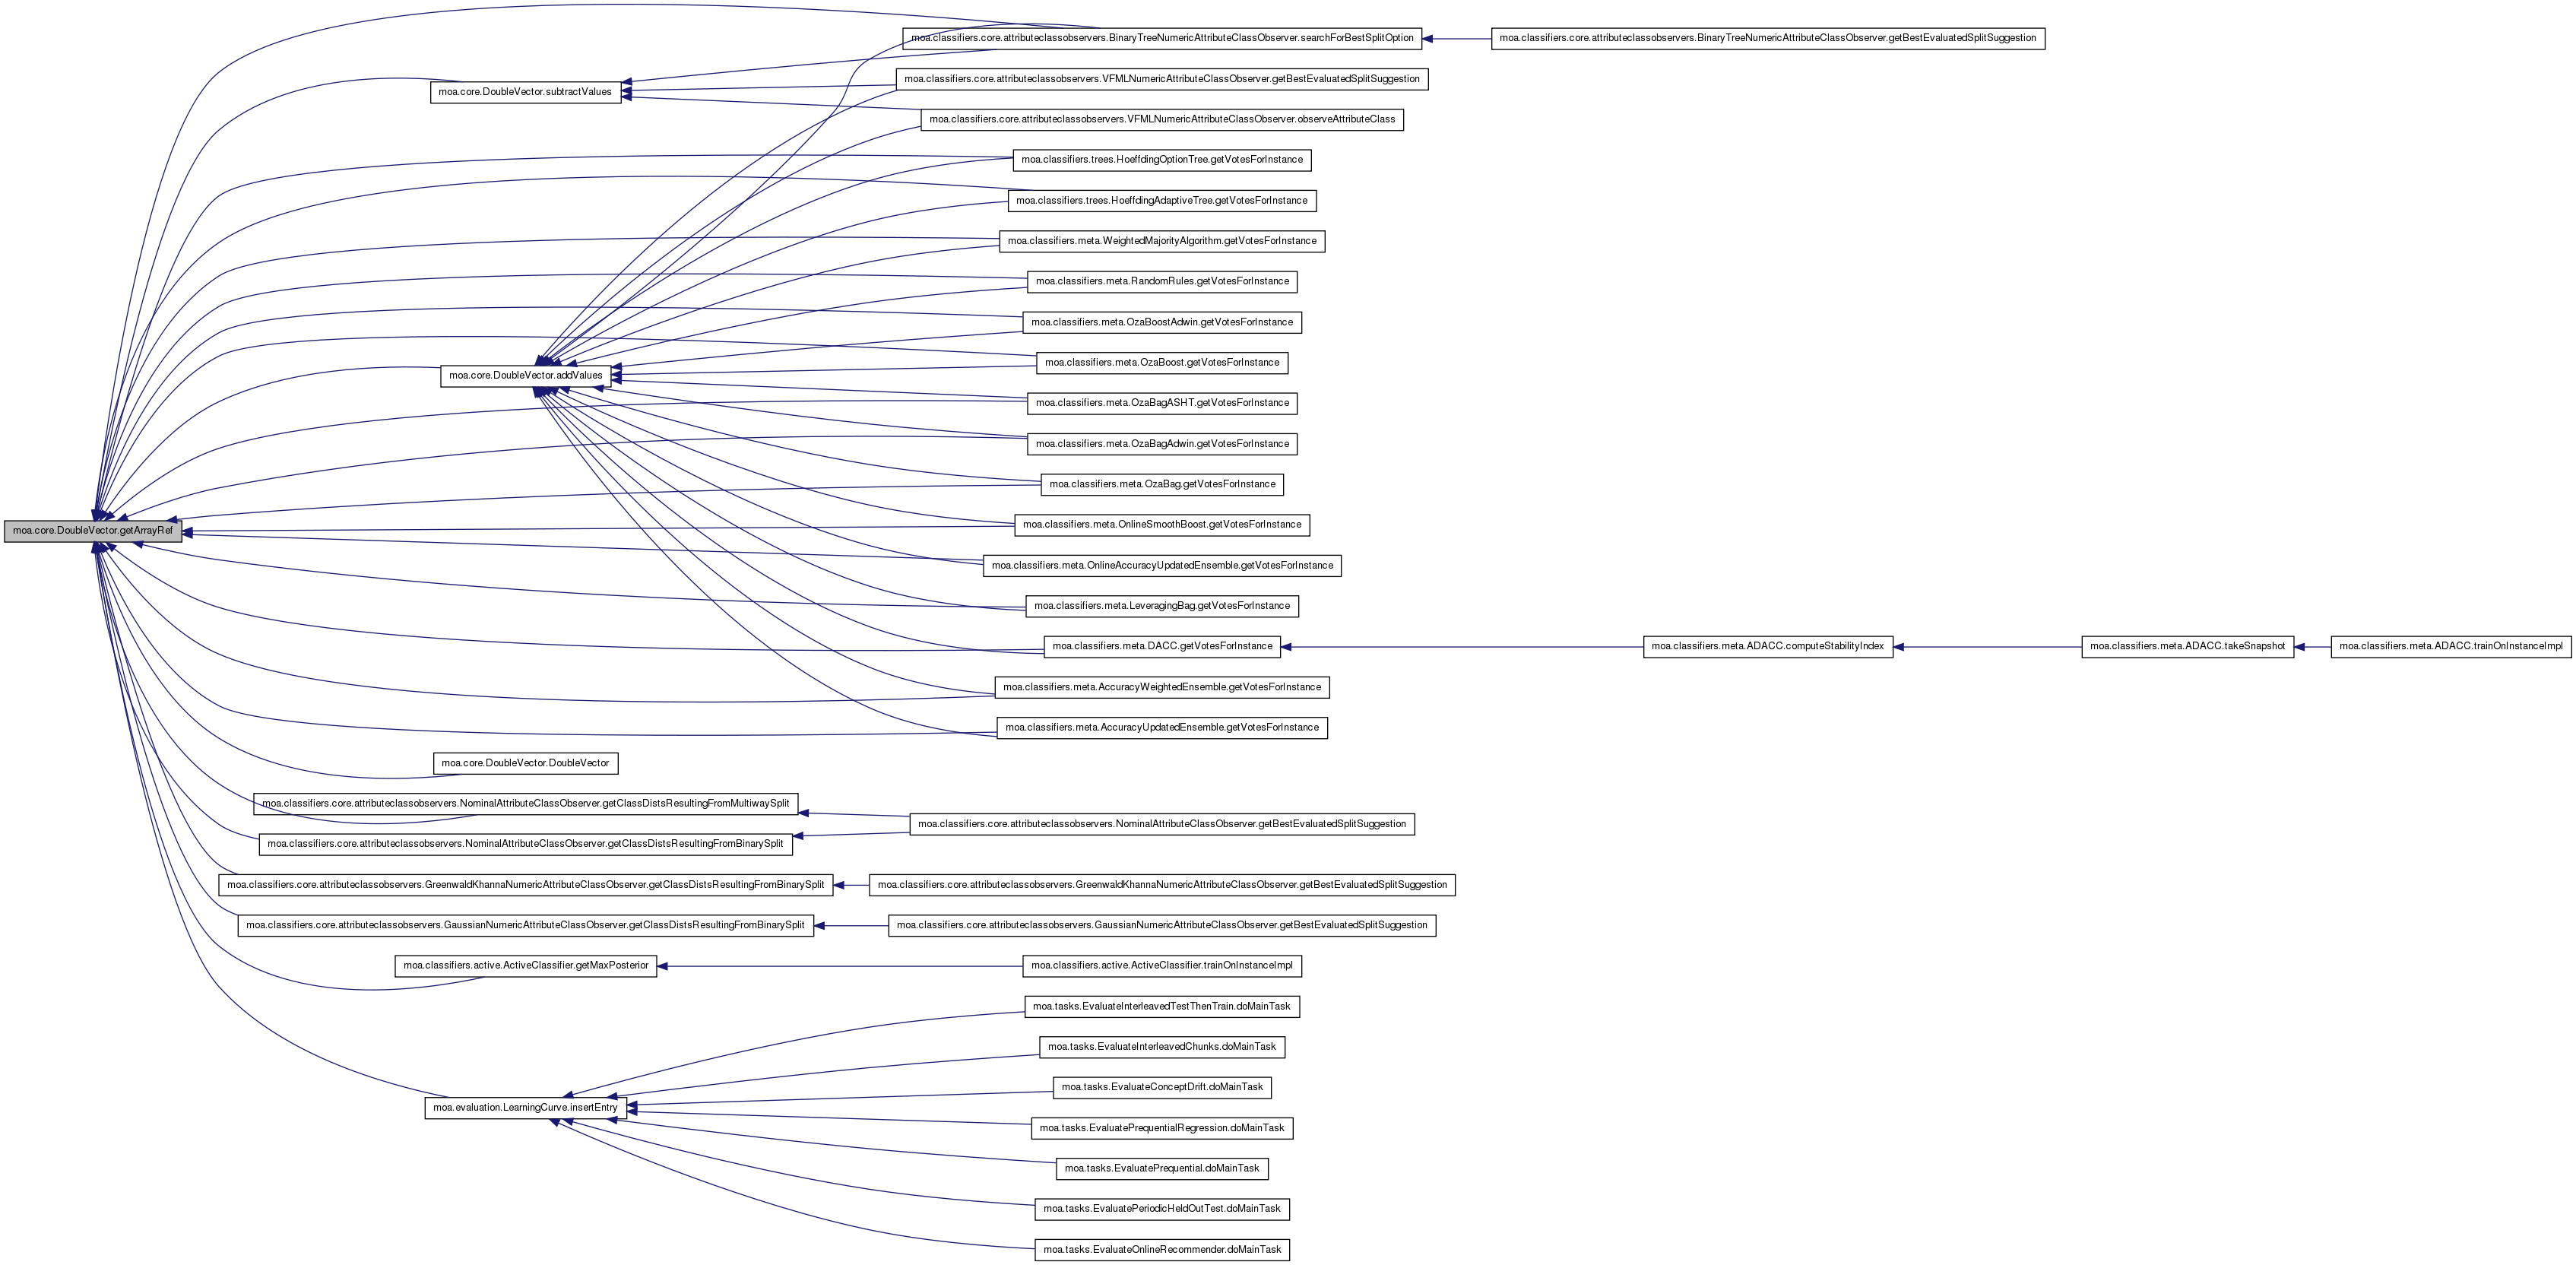 moa.classifiers.core.attributeclassobservers.BinaryTreeNumericAttributeClassObserver.searchForBestSplitOption
moa.classifiers.core.attributeclassobservers.BinaryTreeNumericAttributeClassObserver.getBestEvaluatedSplitSuggestion
moa.classifiers.core.attributeclassobservers.VFMLNumericAttributeClassObserver.getBestEvaluatedSplitSuggestion
moa.core.DoubleVector.subtractValues
moa.classifiers.core.attributeclassobservers.VFMLNumericAttributeClassObserver.observeAttributeClass
moa.classifiers.trees.HoeffdingOptionTree.getVotesForInstance
moa.classifiers.trees.HoeffdingAdaptiveTree.getVotesForInstance
moa.classifiers.meta.WeightedMajorityAlgorithm.getVotesForInstance
moa.classifiers.meta.RandomRules.getVotesForInstance
moa.classifiers.meta.OzaBoostAdwin.getVotesForInstance
moa.classifiers.meta.OzaBoost.getVotesForInstance
moa.core.DoubleVector.addValues
moa.classifiers.meta.OzaBagASHT.getVotesForInstance
moa.classifiers.meta.OzaBagAdwin.getVotesForInstance
moa.classifiers.meta.OzaBag.getVotesForInstance
moa.classifiers.meta.OnlineSmoothBoost.getVotesForInstance
moa.core.DoubleVector.getArrayRef
moa.classifiers.meta.OnlineAccuracyUpdatedEnsemble.getVotesForInstance
moa.classifiers.meta.LeveragingBag.getVotesForInstance
moa.classifiers.meta.DACC.getVotesForInstance
moa.classifiers.meta.ADACC.computeStabilityIndex
moa.classifiers.meta.ADACC.takeSnapshot
moa.classifiers.meta.ADACC.trainOnInstanceImpl
moa.classifiers.meta.AccuracyWeightedEnsemble.getVotesForInstance
moa.classifiers.meta.AccuracyUpdatedEnsemble.getVotesForInstance
moa.core.DoubleVector.DoubleVector
moa.classifiers.core.attributeclassobservers.NominalAttributeClassObserver.getClassDistsResultingFromMultiwaySplit
moa.classifiers.core.attributeclassobservers.NominalAttributeClassObserver.getBestEvaluatedSplitSuggestion
moa.classifiers.core.attributeclassobservers.NominalAttributeClassObserver.getClassDistsResultingFromBinarySplit
moa.classifiers.core.attributeclassobservers.GreenwaldKhannaNumericAttributeClassObserver.getClassDistsResultingFromBinarySplit
moa.classifiers.core.attributeclassobservers.GreenwaldKhannaNumericAttributeClassObserver.getBestEvaluatedSplitSuggestion
moa.classifiers.core.attributeclassobservers.GaussianNumericAttributeClassObserver.getClassDistsResultingFromBinarySplit
moa.classifiers.core.attributeclassobservers.GaussianNumericAttributeClassObserver.getBestEvaluatedSplitSuggestion
moa.classifiers.active.ActiveClassifier.getMaxPosterior
moa.classifiers.active.ActiveClassifier.trainOnInstanceImpl
moa.tasks.EvaluateInterleavedTestThenTrain.doMainTask
moa.tasks.EvaluateInterleavedChunks.doMainTask
moa.tasks.EvaluateConceptDrift.doMainTask
moa.evaluation.LearningCurve.insertEntry
moa.tasks.EvaluatePrequentialRegression.doMainTask
moa.tasks.EvaluatePrequential.doMainTask
moa.tasks.EvaluatePeriodicHeldOutTest.doMainTask
moa.tasks.EvaluateOnlineRecommender.doMainTask